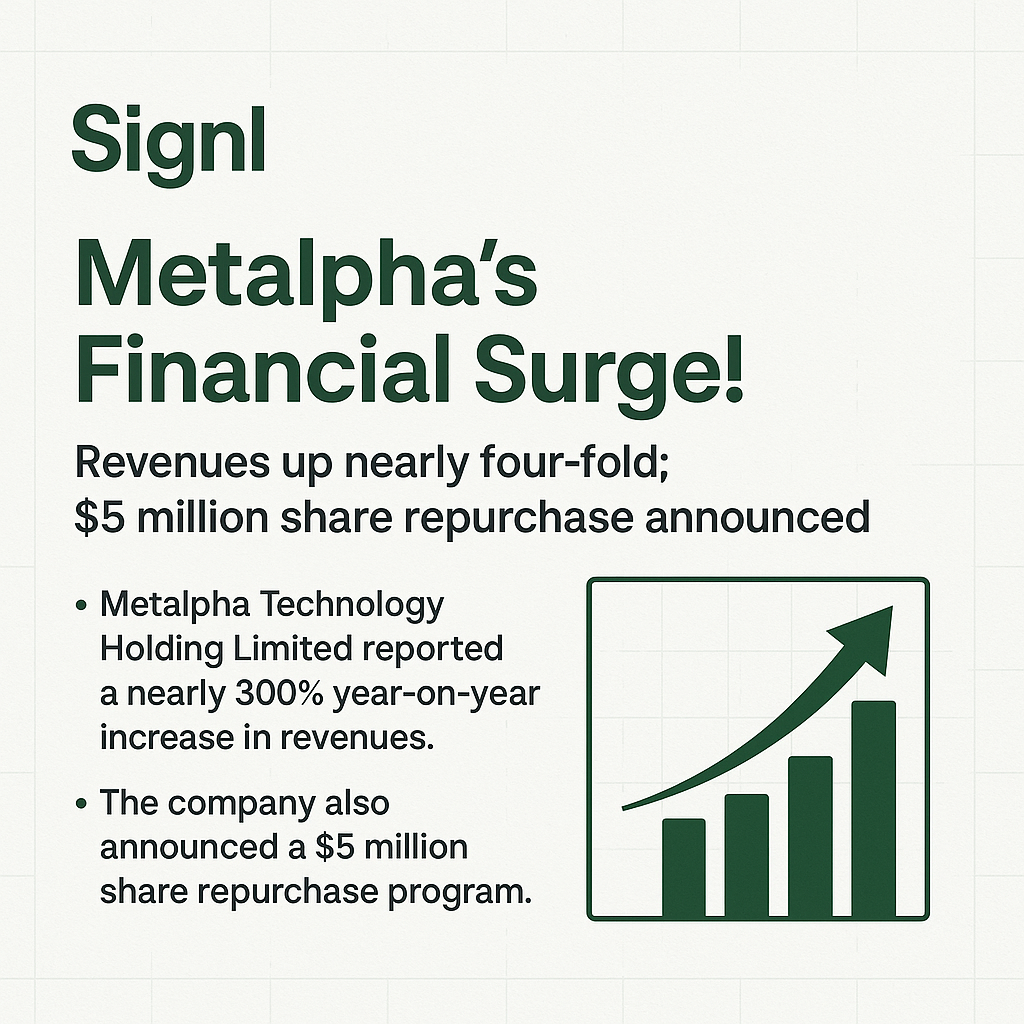 Signl
Metalpha's
Financial Surge!
Revenues up nearly four-fold;
$5 million share repurchase announced
• Metalpha Technology
Holding Limited reported
a nearly 300% year-on-year
increase in revenues.
• The company also
announced a $5 million
share repurchase program.